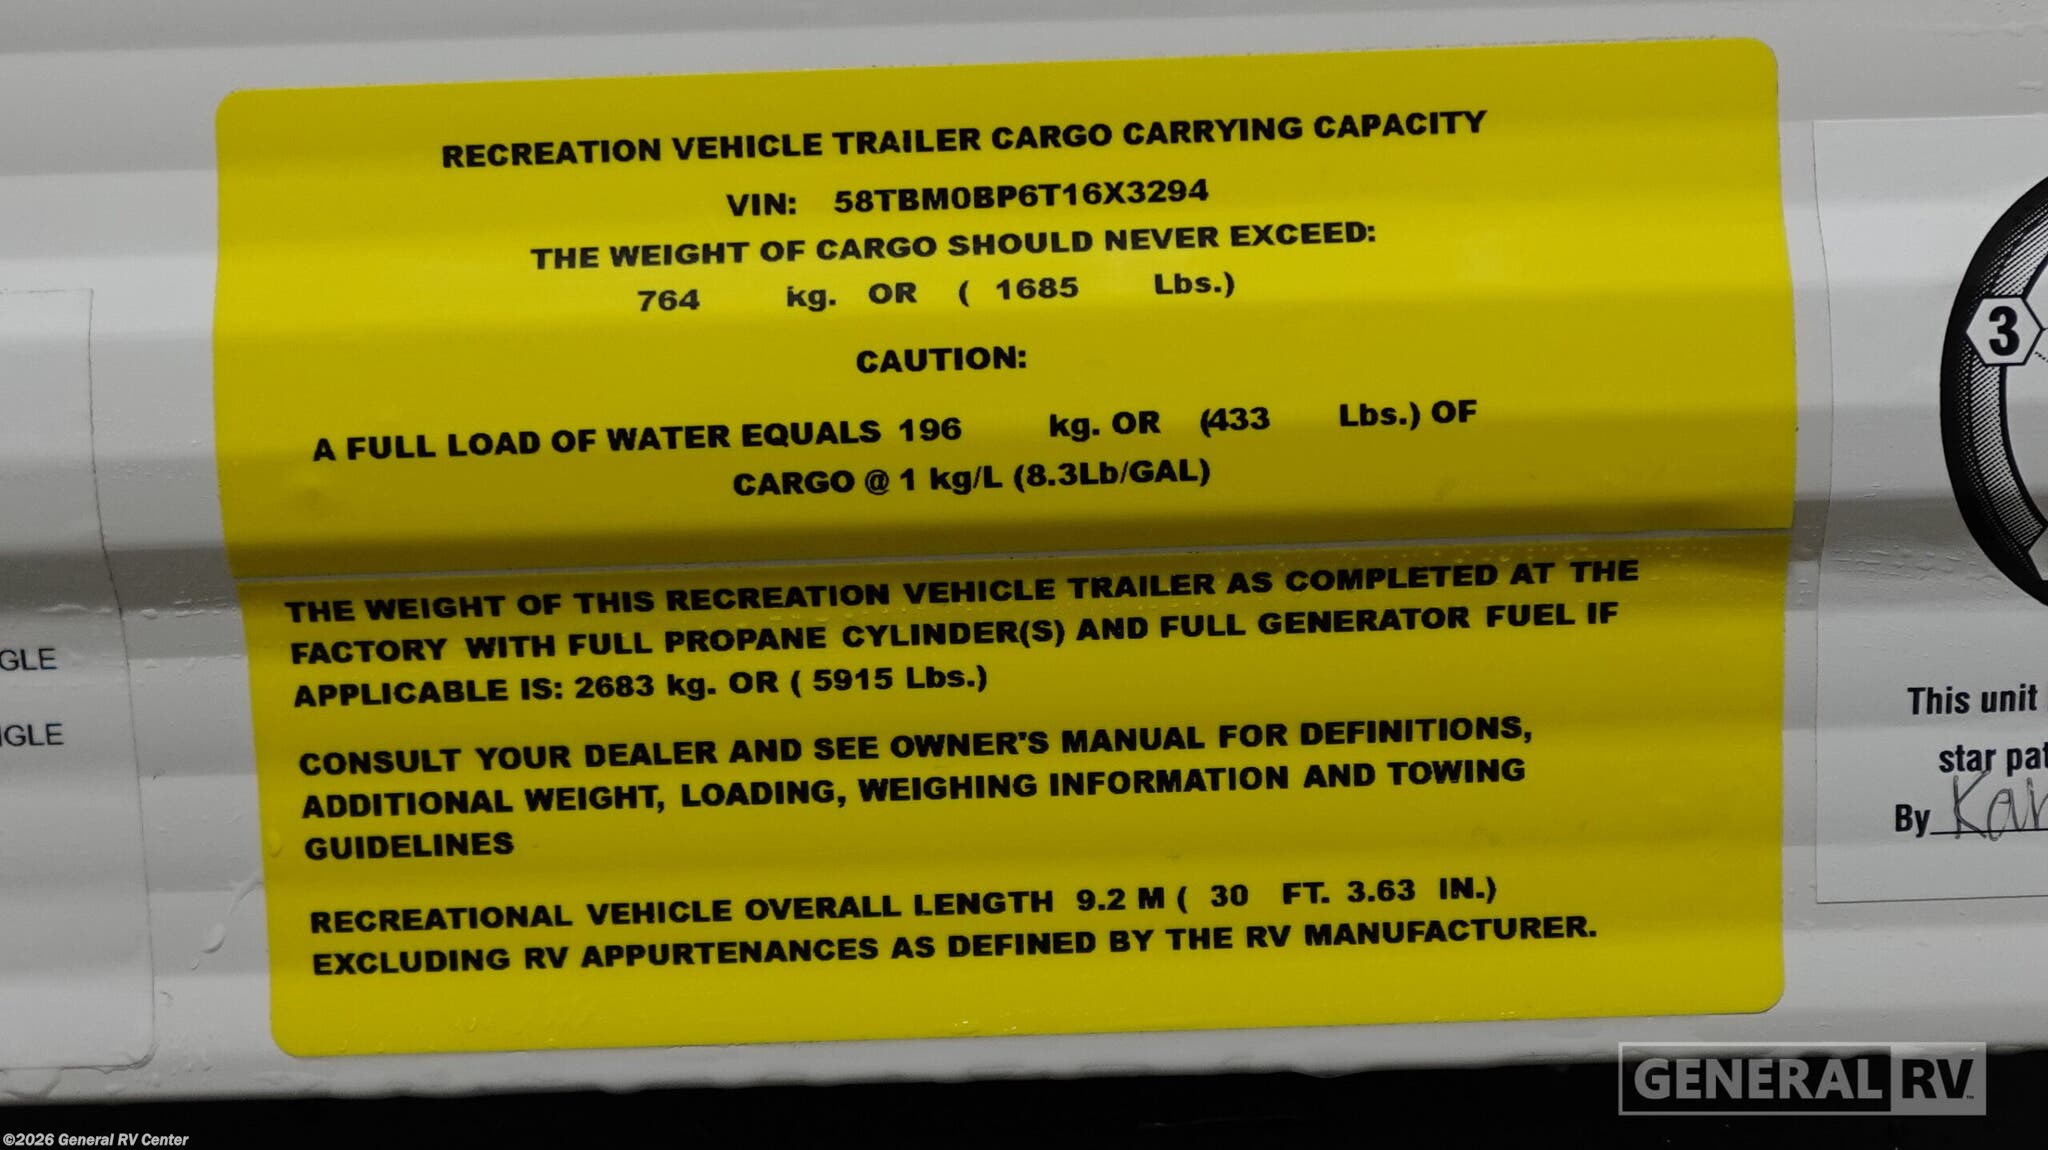 RECREATION VEHICLE TRAILER CARGO CARRYING CAPACITY
VIN: 58TBM0BP6T16X3294
THE WEIGHT OF CARGO SHOULD NEVER EXCEED:
764 kg. OR ( 1685 Lbs.)
CAUTION:
A FULL LOAD OF WATER EQUALS 196 kg. OR (433 Lbs.) OF
CARGO @ 1 kg/L (8.3Lb/GAL)
THE WEIGHT OF THIS RECREATION VEHICLE TRAILER AS COMPLETED AT THE
FACTORY WITH FULL PROPANE CYLINDER(S) AND FULL GENERATOR FUEL IF
APPLICABLE IS: 2683 kg. OR ( 5915 Lbs.)
CONSULT YOUR DEALER AND SEE OWNER'S MANUAL FOR DEFINITIONS,
ADDITIONAL WEIGHT, LOADING, WEIGHING INFORMATION AND TOWING
GUIDELINES
RECREATIONAL VEHICLE OVERALL LENGTH 9.2 M ( 30 FT. 3.63 IN.)
EXCLUDING RV APPURTENANCES AS DEFINED BY THE RV MANUFACTURER.
GLE
GLE
3
This unit
star pat
By Kar
GENERAL RV
©2026 General RV Center